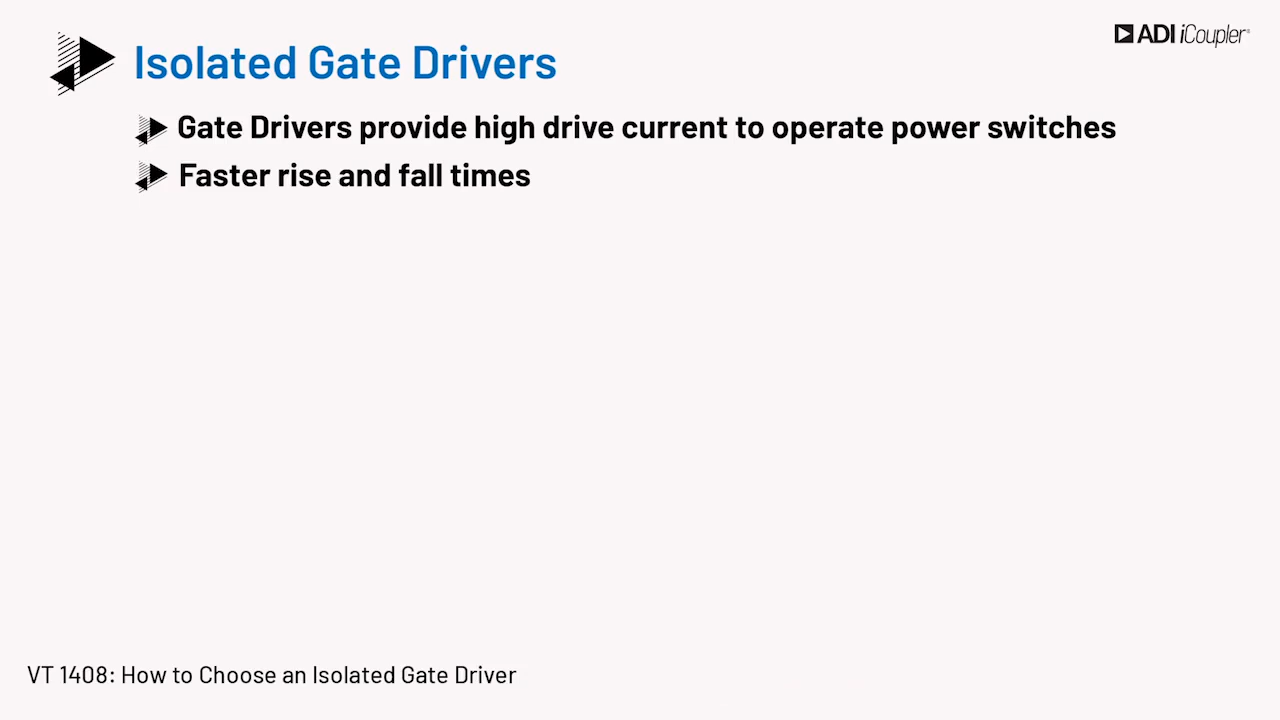 ADI iCoupler®
Isolated Gate Drivers
Gate Drivers provide high drive current to operate power switches
Faster rise and fall times
VT 1408: How to Choose an Isolated Gate Driver